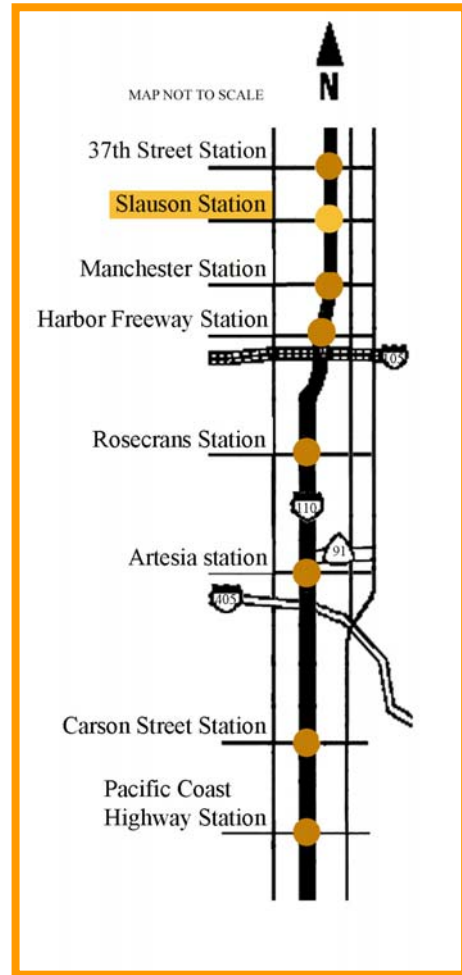 N
MAP NOT TO SCALE
37th Street Station
Slauson Station
Manchester Station
Harbor Freeway Station
105
Rosecrans Station
110
91
Artesia station
405
Carson Street Station
Pacific Coast
Highway Station